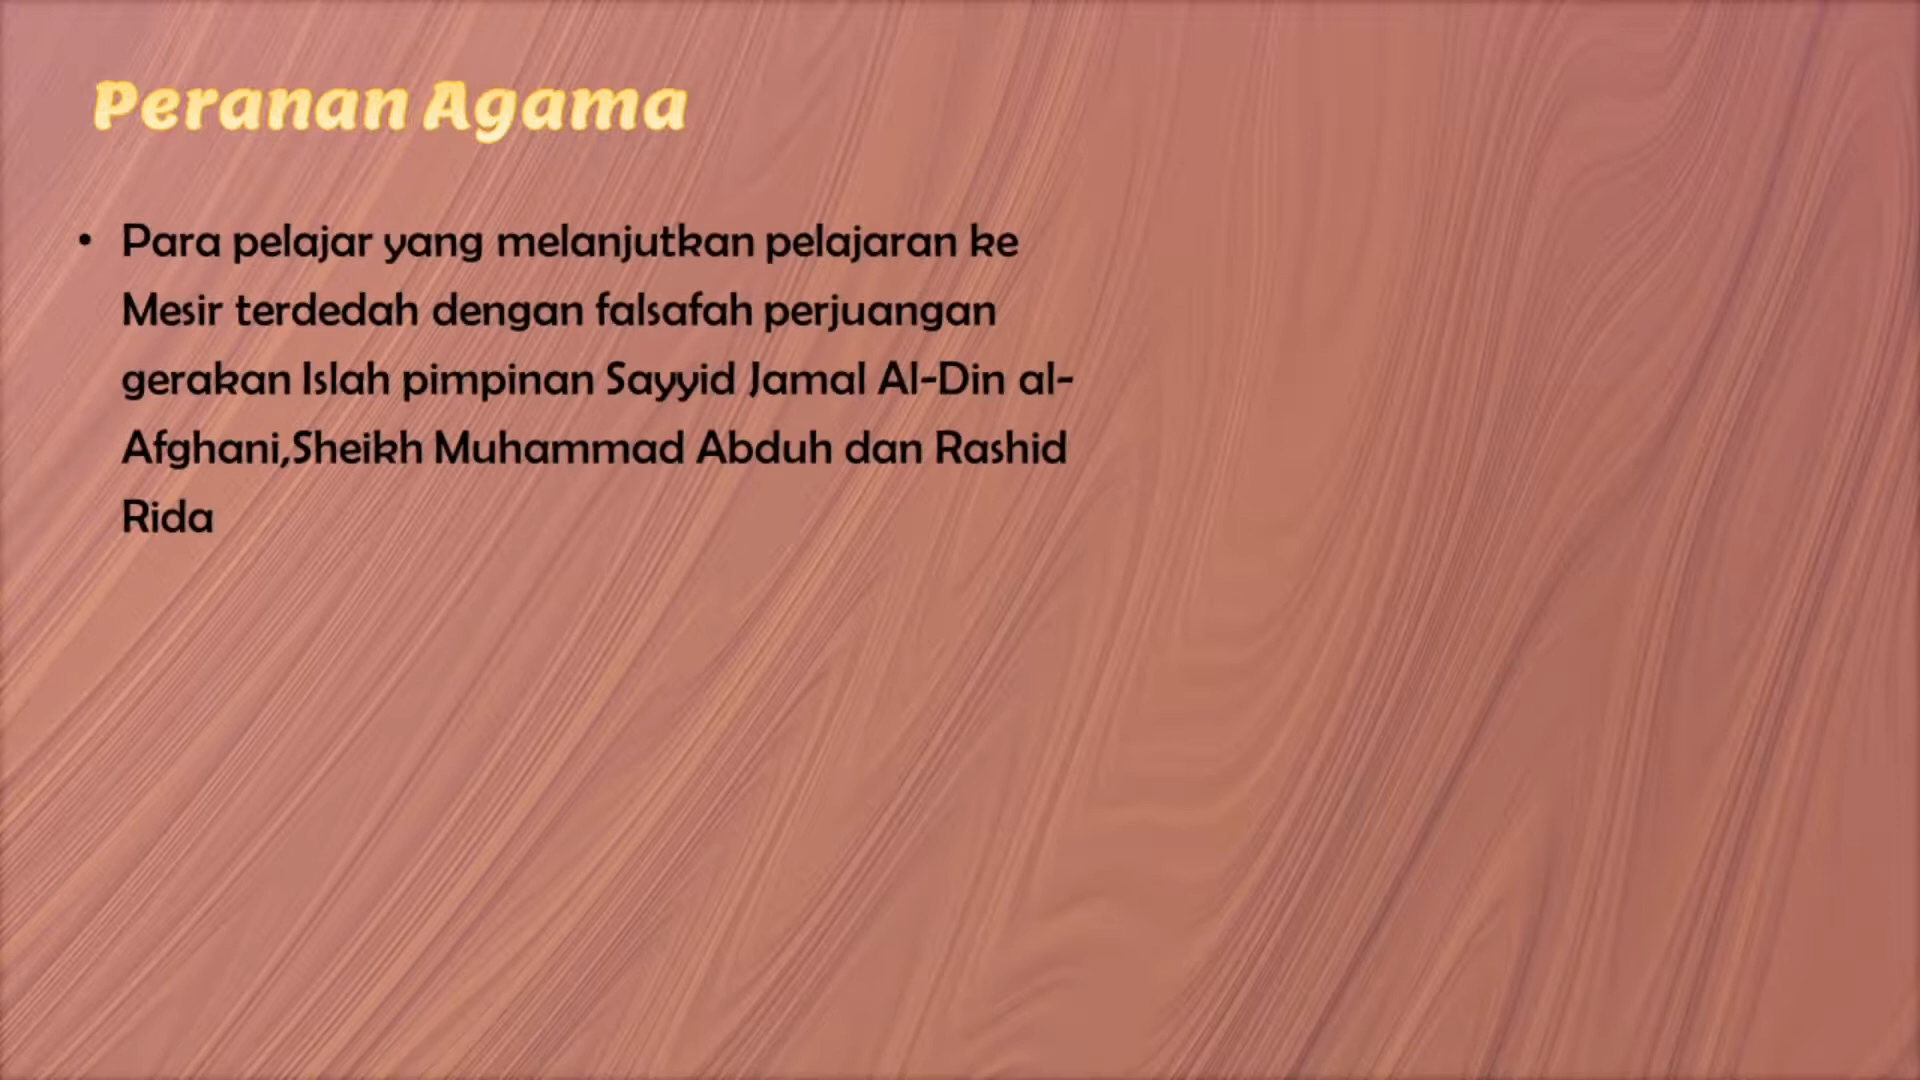 Peranan Agama
• Para pelajar yang melanjutkan pelajaran ke
Mesir terdedah dengan falsafah perjuangan
gerakan Islah pimpinan Sayyid Jamal Al-Din al-
Afghani,Sheikh Muhammad Abduh dan Rashid
Rida